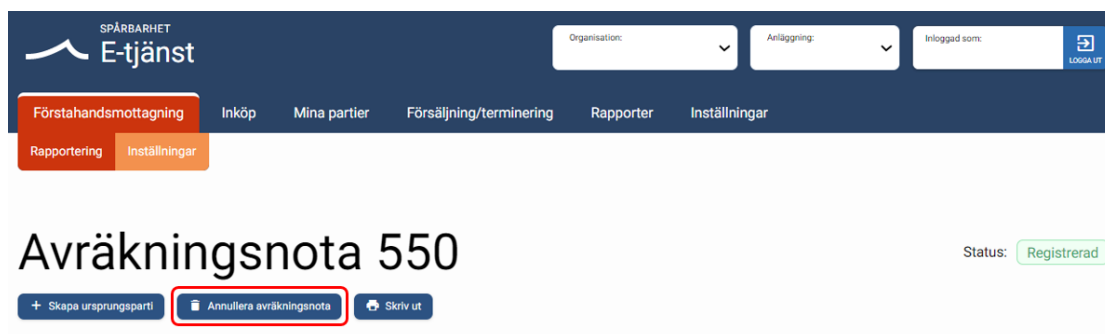 SPÅRBARHET
E-tjänst
Organisation:
Anläggning:
Inloggad som:
LOGGA UT
Förstahandsmottagning Inköp Mina partier Försäljning/terminering Rapporter Inställningar
Rapportering Inställningar
Avräkningsnota 550
Status: Registrerad
+ Skapa ursprungsparti Annullera avräkningsnota Skriv ut